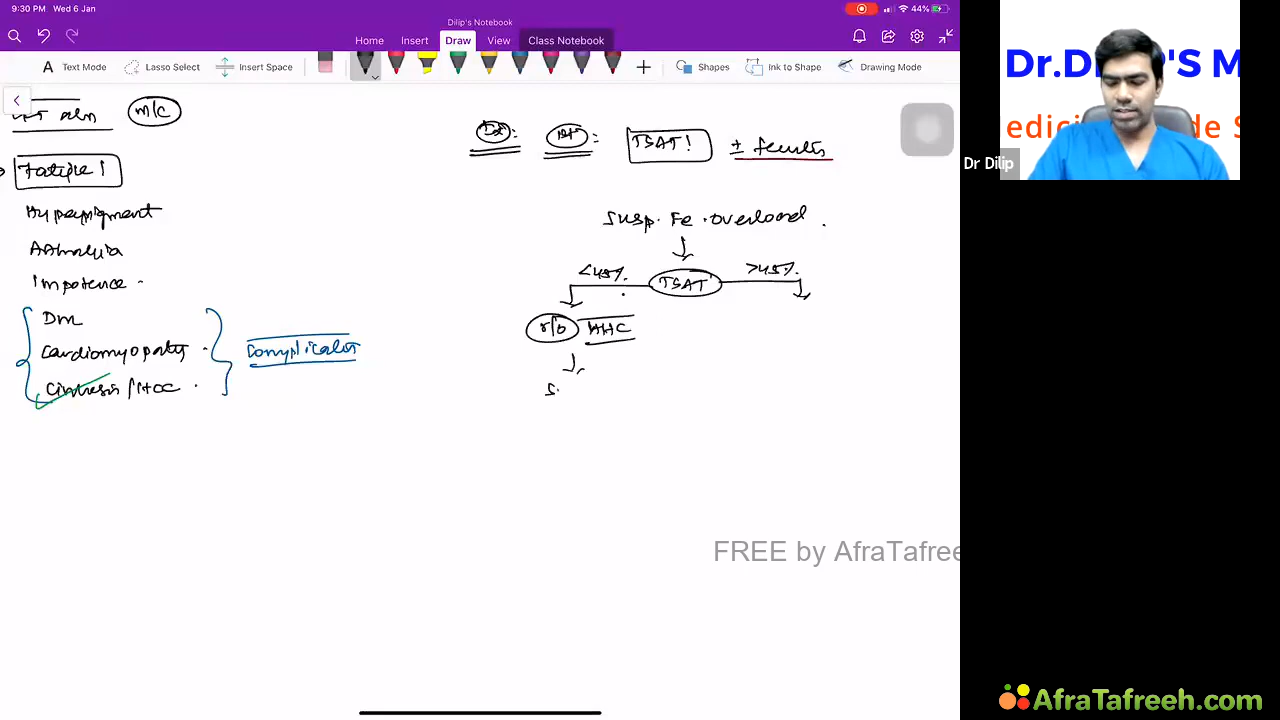 9:30 PM Wed 6 Jan
44%
Dilip's Notebook
Home Insert Draw View Class Notebook
Text Mode Lasso Select Insert Space Shapes Ink to Shape Drawing Mode
M/C
Fatigue!
Hyperpigment
Arthralgia
Impotence
DM
Cardiomyopathy
Cirrhosis / HCC
Complication
TSAT! ± ferritin
Susp. Fe overload.
<45% TSAT >45%
r/o HHC
S.
Dr.DILIP'S M
edicin de S
Dr Dilip
FREE by AfraTafree
AfraTafreeh.com